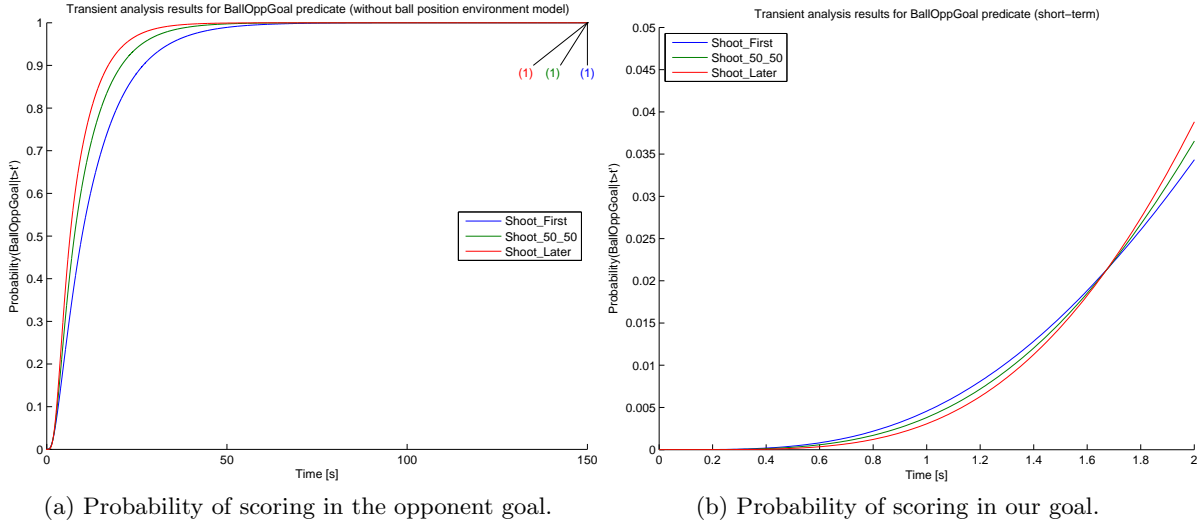 Transient analysis results for BallOppGoal predicate (without ball position environment model)
Probability(BallOppGoal|t>t')
1
0.9
0.8
0.7
0.6
0.5
0.4
0.3
0.2
0.1
0
(1) (1) (1)
Shoot_First
Shoot_50_50
Shoot_Later
0 50 100 150
Time [s]
(a) Probability of scoring in the opponent goal.
Transient analysis results for BallOppGoal predicate (short−term)
Probability(BallOppGoal|t>t')
0.05
0.045
0.04
0.035
0.03
0.025
0.02
0.015
0.01
0.005
0
Shoot_First
Shoot_50_50
Shoot_Later
0 0.2 0.4 0.6 0.8 1 1.2 1.4 1.6 1.8 2
Time [s]
(b) Probability of scoring in our goal.